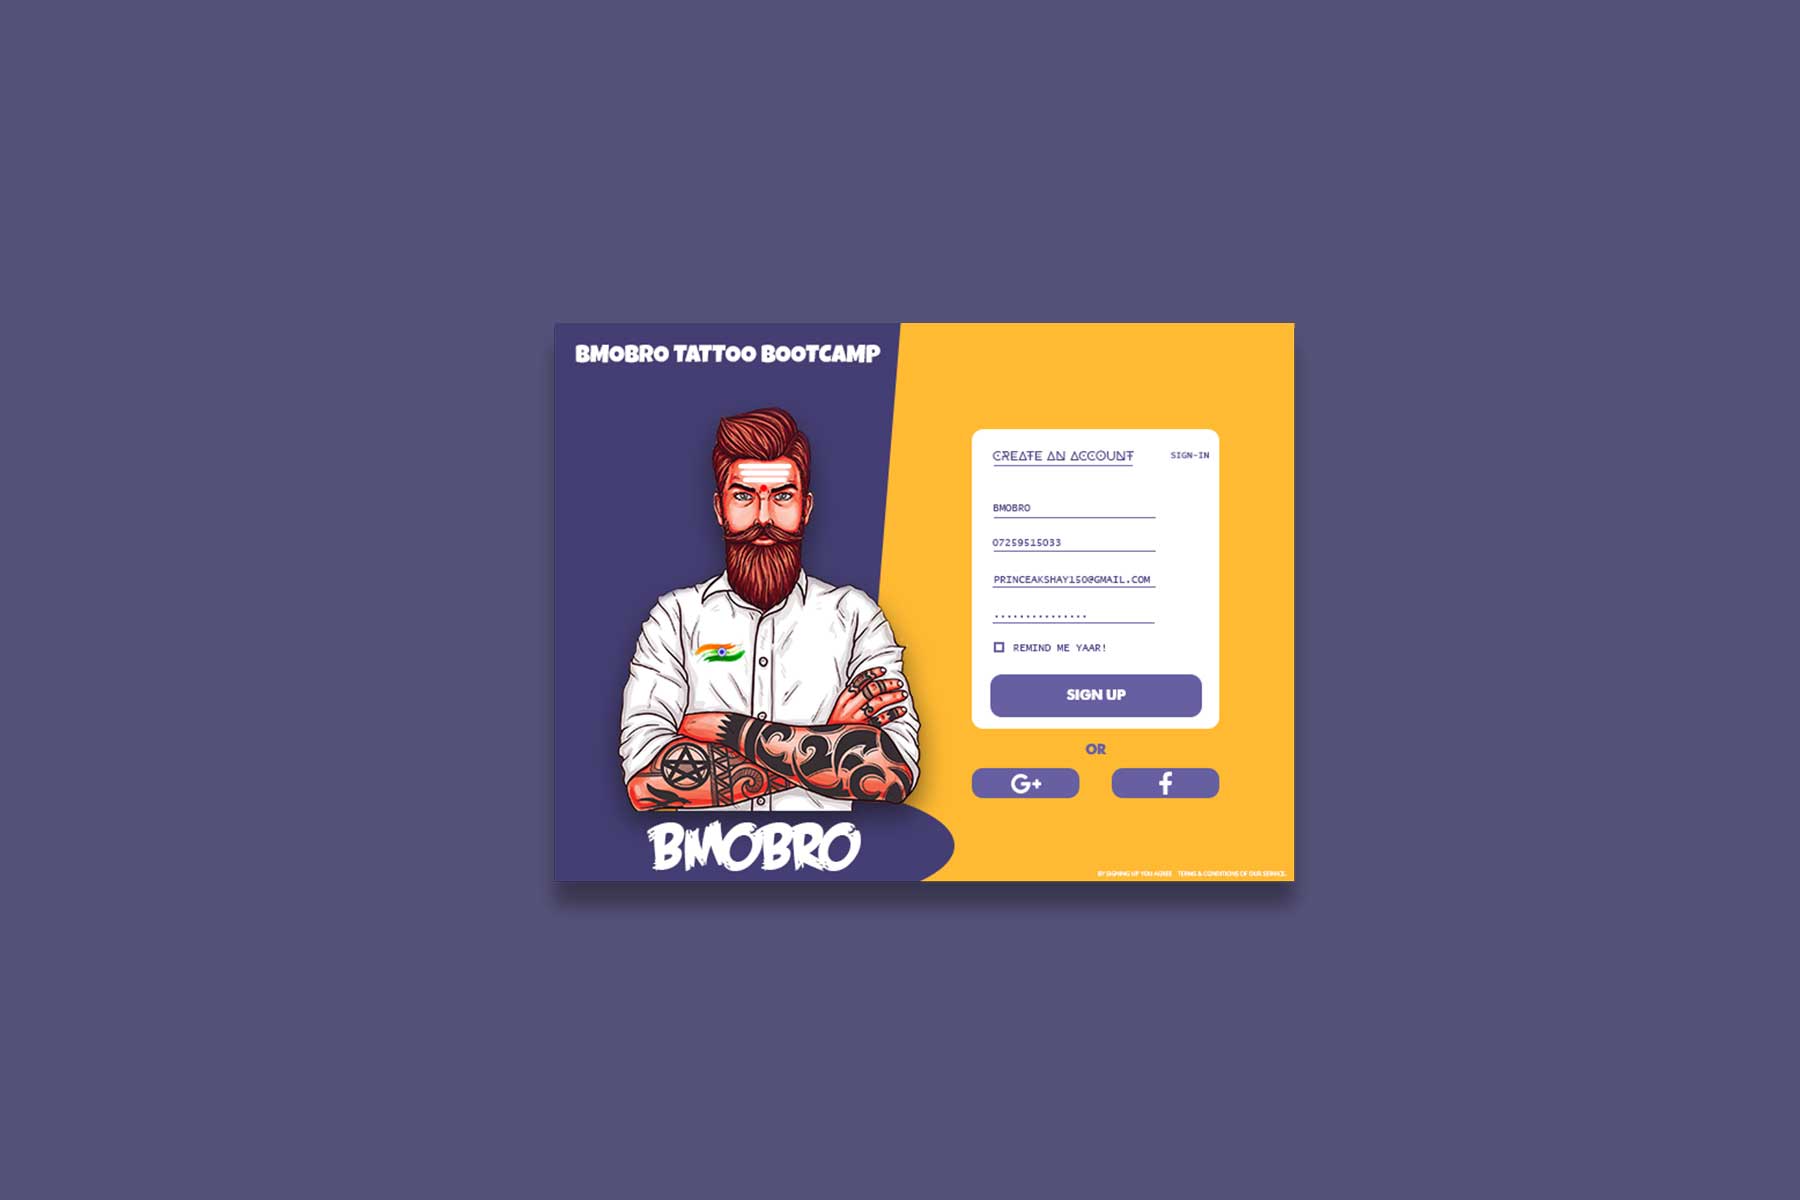 BMOBRO TATTOO BOOTCAMP
BMOBRO
CREATE AN ACCOUNT
SIGN-IN
BMOBRO
07259515033
PRINCEAKSHAY150@GMAIL.COM
...............
REMIND ME YAAR!
SIGN UP
OR
G+
f
BY SIGNING UP YOU AGREE TERMS & CONDITIONS OF OUR SERVICE.